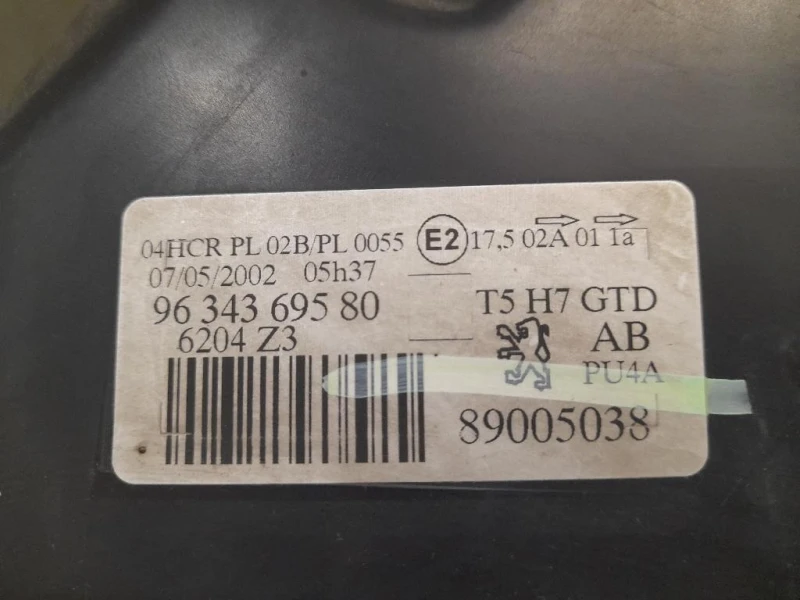 04HCR PL 02B/PL 0055 E2 17,5 02A 01 1a
07/05/2002 05h37
96 343 695 80 T5 H7 GTD
6204 Z3 AB
PU4A
89005038